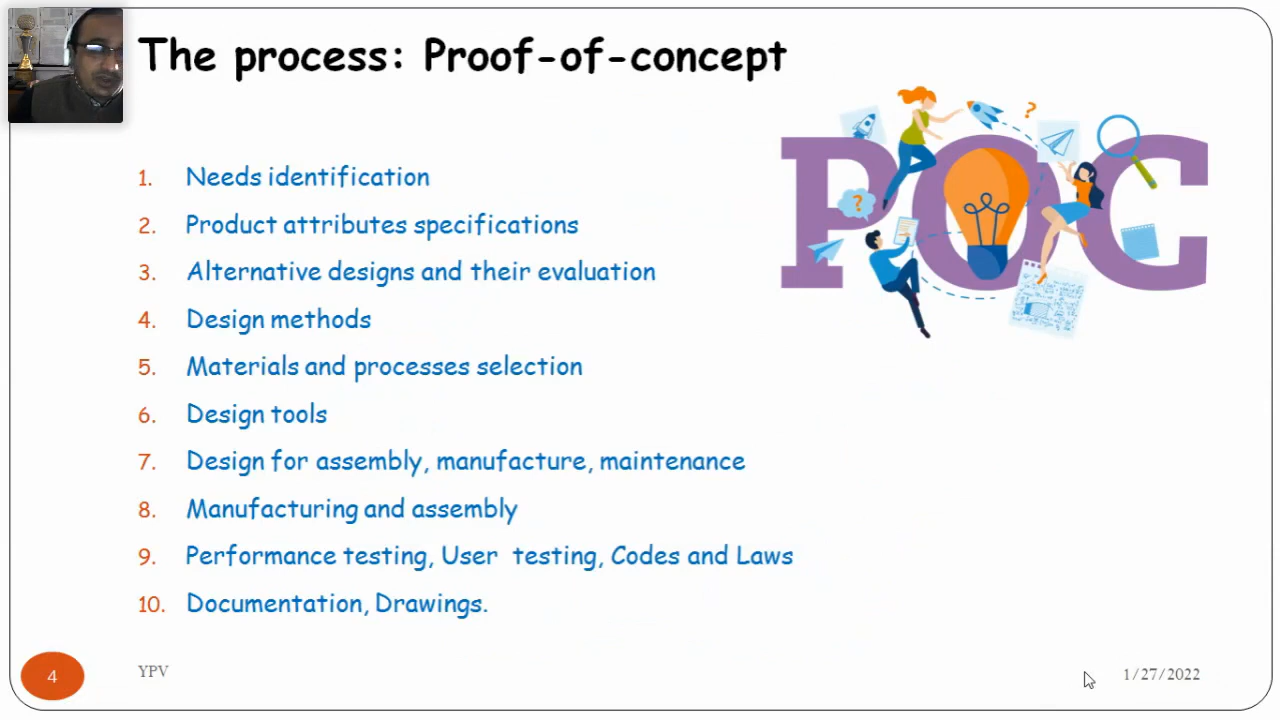 The process: Proof-of-concept
POC
?
?
1. Needs identification
2. Product attributes specifications
3. Alternative designs and their evaluation
4. Design methods
5. Materials and processes selection
6. Design tools
7. Design for assembly, manufacture, maintenance
8. Manufacturing and assembly
9. Performance testing, User testing, Codes and Laws
10. Documentation, Drawings.
4
YPV
1/27/2022